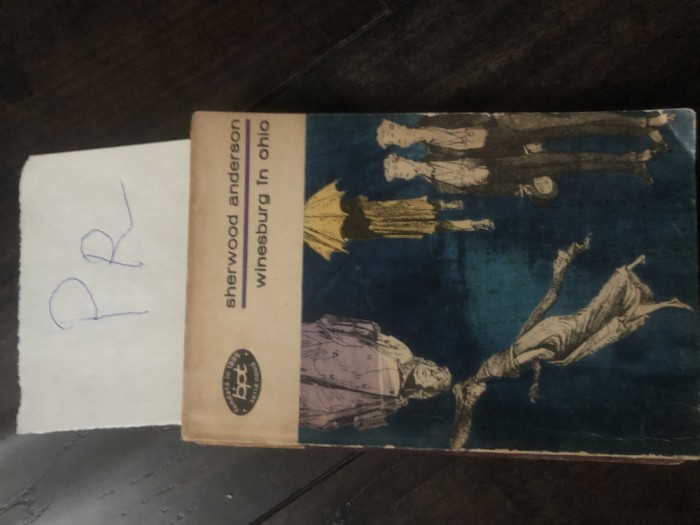 sherwood anderson
winesburg în ohio
bpt
PR